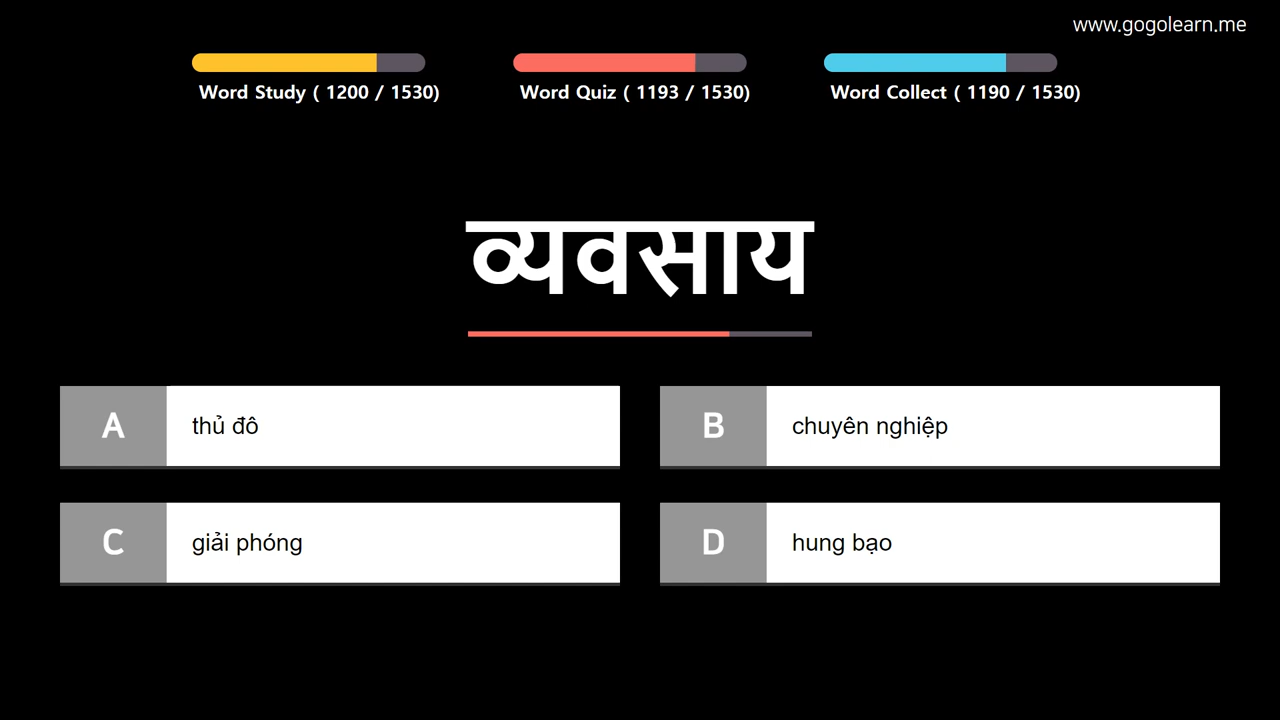 www.gogolearn.me
Word Study ( 1200 / 1530)
Word Quiz ( 1193 / 1530)
Word Collect ( 1190 / 1530)
व्यवसाय
A
thủ đô
B
chuyên nghiệp
C
giải phóng
D
hung bạo